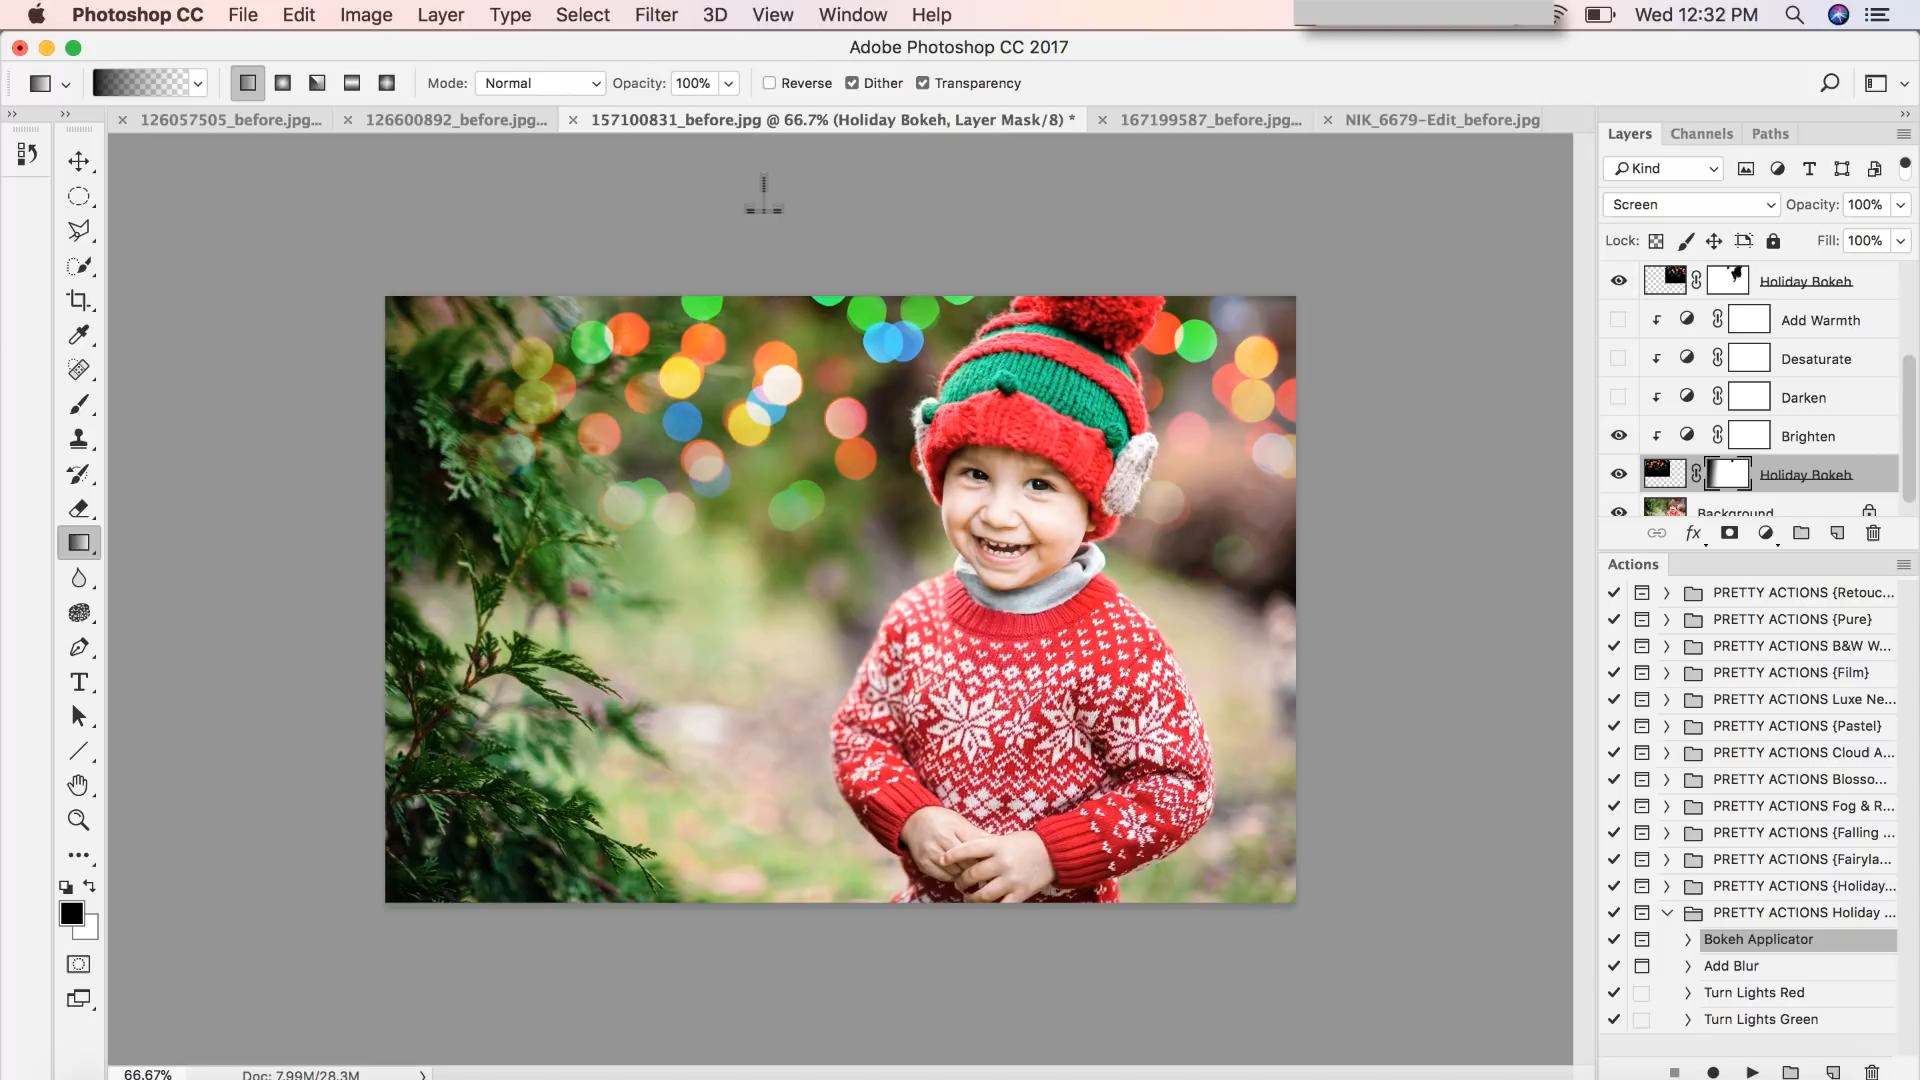 Photoshop CC File Edit Image Layer Type Select Filter 3D View Window Help Wed 12:32 PM
Adobe Photoshop CC 2017
Mode: Normal Opacity: 100% Reverse Dither Transparency
126057505_before.jpg... 126600892_before.jpg... 157100831_before.jpg @ 66.7% (Holiday Bokeh, Layer Mask/8) * 167199587_before.jpg... NIK_6679-Edit_before.jpg
Layers Channels Paths
Kind
Screen Opacity: 100%
Lock: Fill: 100%
Holiday Bokeh
Add Warmth
Desaturate
Darken
Brighten
Holiday Bokeh
Background
fx
Actions
PRETTY ACTIONS {Retouc...
PRETTY ACTIONS {Pure}
PRETTY ACTIONS B&W W...
PRETTY ACTIONS {Film}
PRETTY ACTIONS Luxe Ne...
PRETTY ACTIONS {Pastel}
PRETTY ACTIONS Cloud A...
PRETTY ACTIONS Blosso...
PRETTY ACTIONS Fog & R...
PRETTY ACTIONS {Falling ...
PRETTY ACTIONS {Fairyla...
PRETTY ACTIONS {Holiday...
PRETTY ACTIONS Holiday ...
Bokeh Applicator
Add Blur
Turn Lights Red
Turn Lights Green
66.67% Doc: 7.99M/28.3M